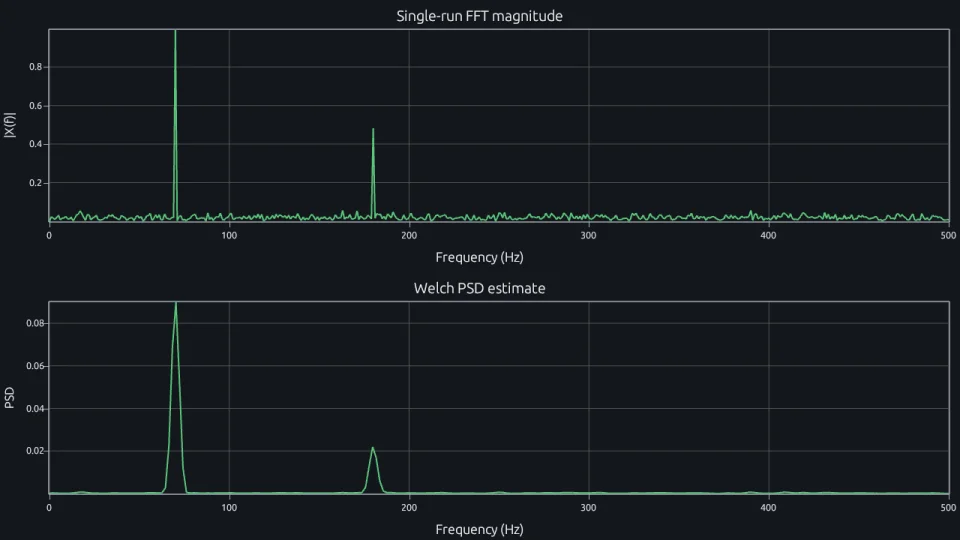 Single-run FFT magnitude
|X(f)|
0.8
0.6
0.4
0.2
0 100 200 300 400 500
Frequency (Hz)
Welch PSD estimate
PSD
0.08
0.06
0.04
0.02
0 100 200 300 400 500
Frequency (Hz)